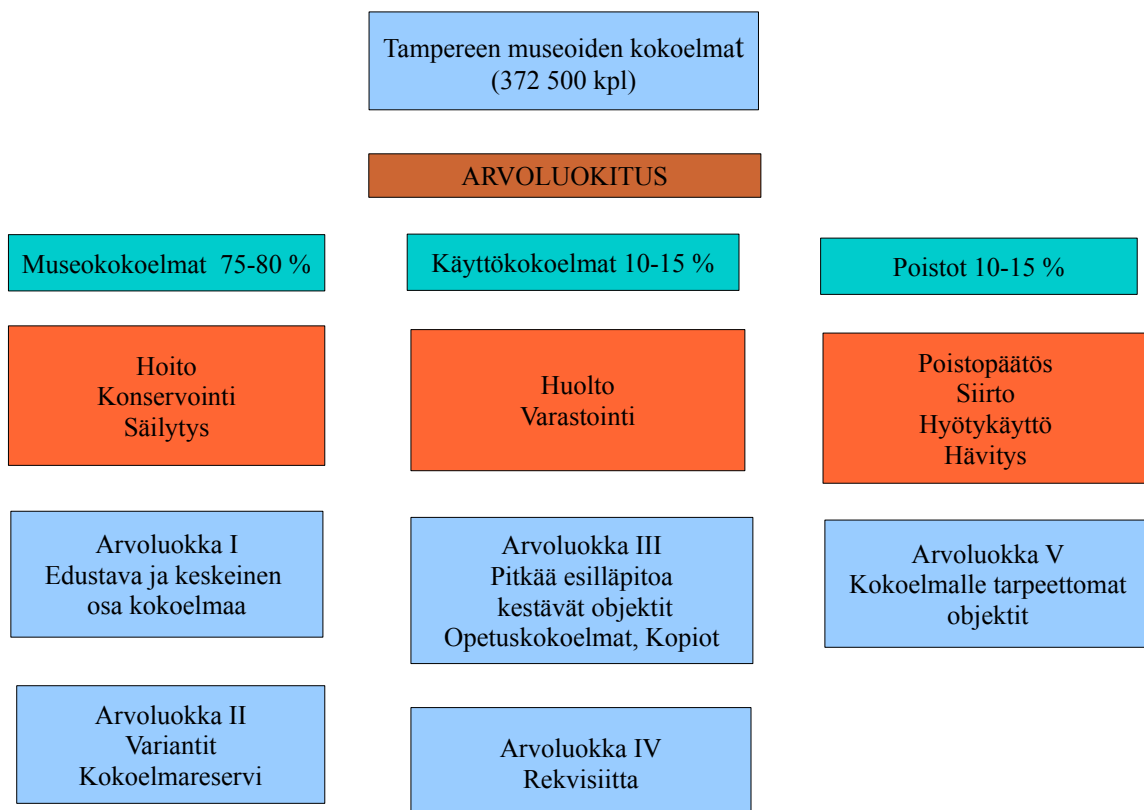 Tampereen museoiden kokoelmat
(372 500 kpl)
ARVOLUOKITUS
Museokokoelmat 75-80 %
Käyttökokoelmat 10-15 %
Poistot 10-15 %
Hoito
Konservointi
Säilytys
Huolto
Varastointi
Poistopäätös
Siirto
Hyötykäyttö
Hävitys
Arvoluokka I
Edustava ja keskeinen
osa kokoelmaa
Arvoluokka III
Pitkää esilläpitoa
kestävät objektit
Opetuskokoelmat, Kopiot
Arvoluokka V
Kokoelmalle tarpeettomat
objektit
Arvoluokka II
Variantit
Kokoelmareservi
Arvoluokka IV
Rekvisiitta